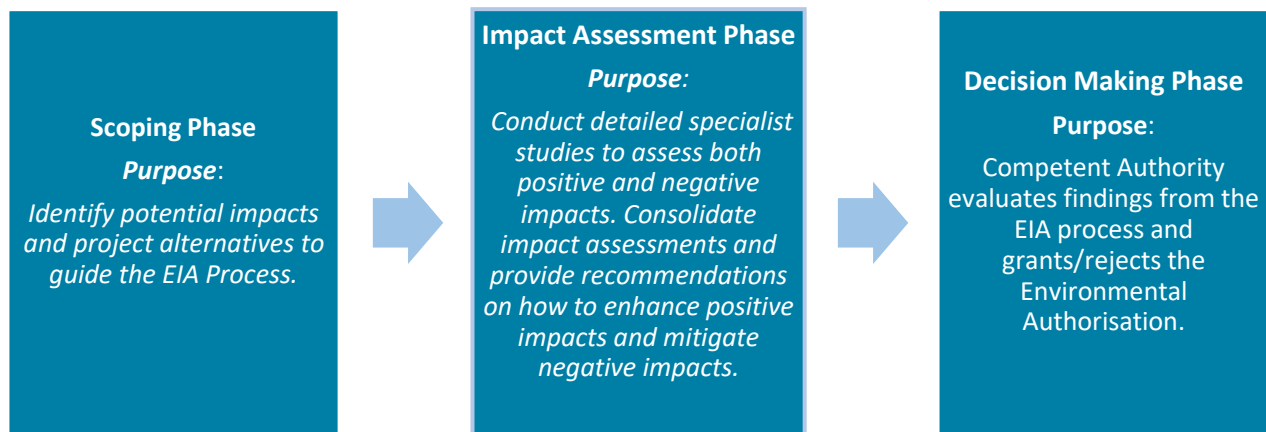 Scoping Phase
Purpose:
Identify potential impacts
and project alternatives to
guide the EIA Process.
Impact Assessment Phase
Purpose:
Conduct detailed specialist
studies to assess both
positive and negative
impacts. Consolidate
impact assessments and
provide recommendations
on how to enhance positive
impacts and mitigate
negative impacts.
Decision Making Phase
Purpose:
Competent Authority
evaluates findings from the
EIA process and
grants/rejects the
Environmental
Authorisation.